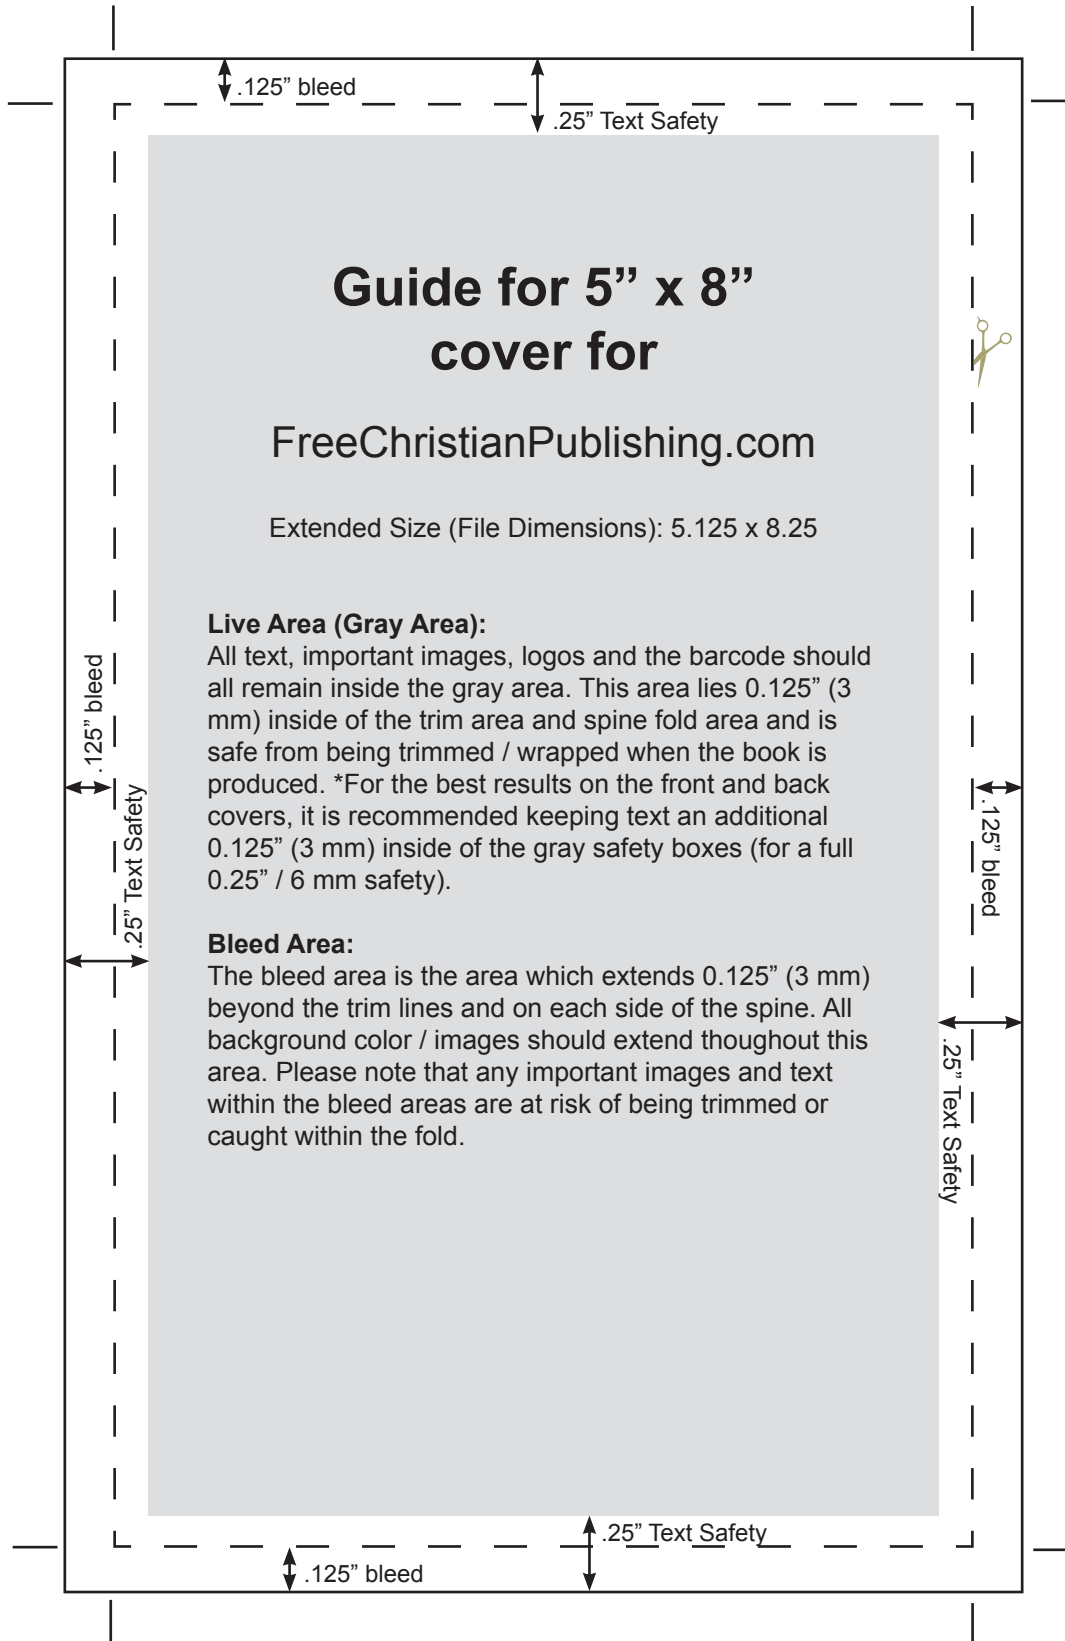 .125” bleed
.25” Text Safety
Guide for 5” x 8”
cover for
FreeChristianPublishing.com
Extended Size (File Dimensions): 5.125 x 8.25
Live Area (Gray Area):
All text, important images, logos and the barcode should
all remain inside the gray area. This area lies 0.125” (3
mm) inside of the trim area and spine fold area and is
safe from being trimmed / wrapped when the book is
produced. *For the best results on the front and back
covers, it is recommended keeping text an additional
0.125” (3 mm) inside of the gray safety boxes (for a full
0.25” / 6 mm safety).
Bleed Area:
The bleed area is the area which extends 0.125” (3 mm)
beyond the trim lines and on each side of the spine. All
background color / images should extend thoughout this
area. Please note that any important images and text
within the bleed areas are at risk of being trimmed or
caught within the fold.
.125” bleed
.25” Text Safety
.125” bleed
.25” Text Safety
.25” Text Safety
.125” bleed